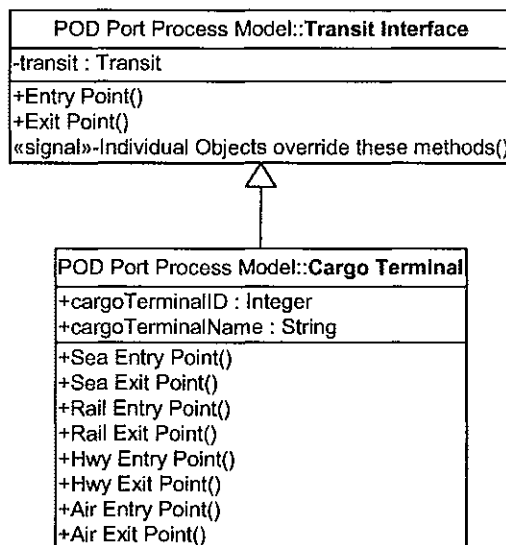 POD Port Process Model::Transit Interface
-transit : Transit
+Entry Point()
+Exit Point()
«signal»-Individual Objects override these methods()
POD Port Process Model::Cargo Terminal
+cargoTerminalID : Integer
+cargoTerminalName : String
+Sea Entry Point()
+Sea Exit Point()
+Rail Entry Point()
+Rail Exit Point()
+Hwy Entry Point()
+Hwy Exit Point()
+Air Entry Point()
+Air Exit Point()